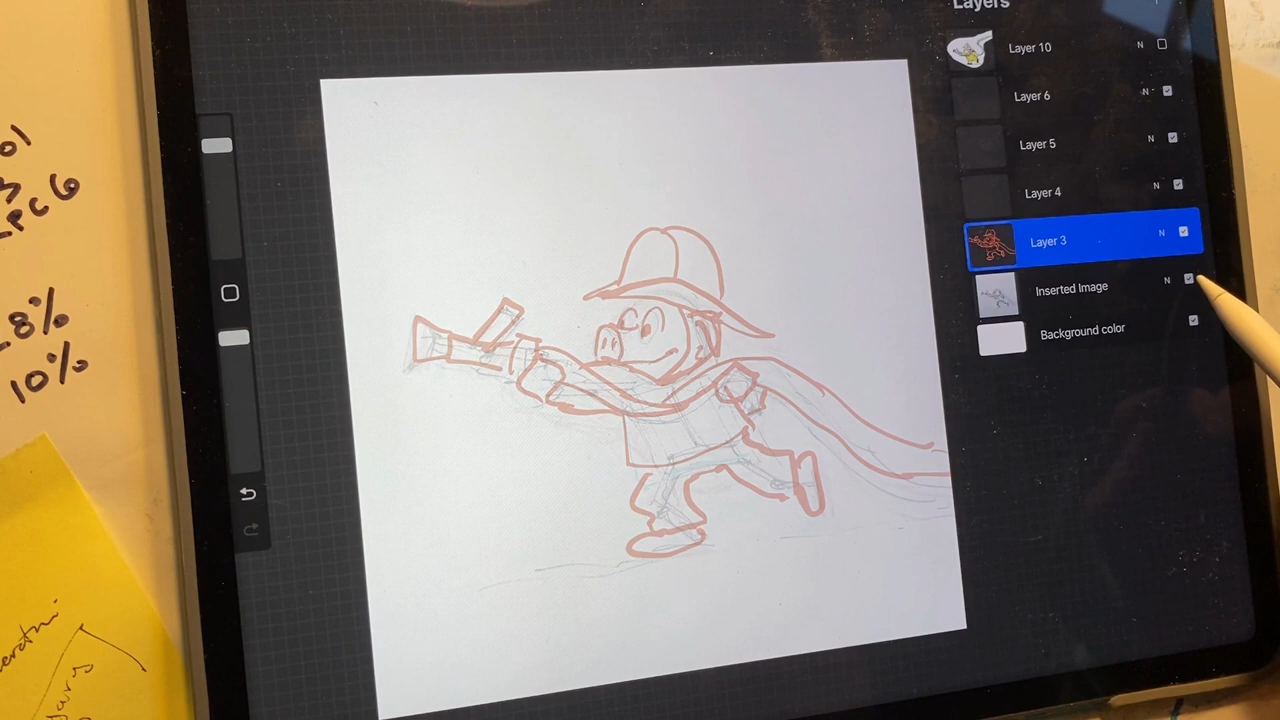 Layers
Layer 10 N
Layer 6 N
Layer 5 N
Layer 4 N
Layer 3 N
Inserted Image N
Background color
8%
10%